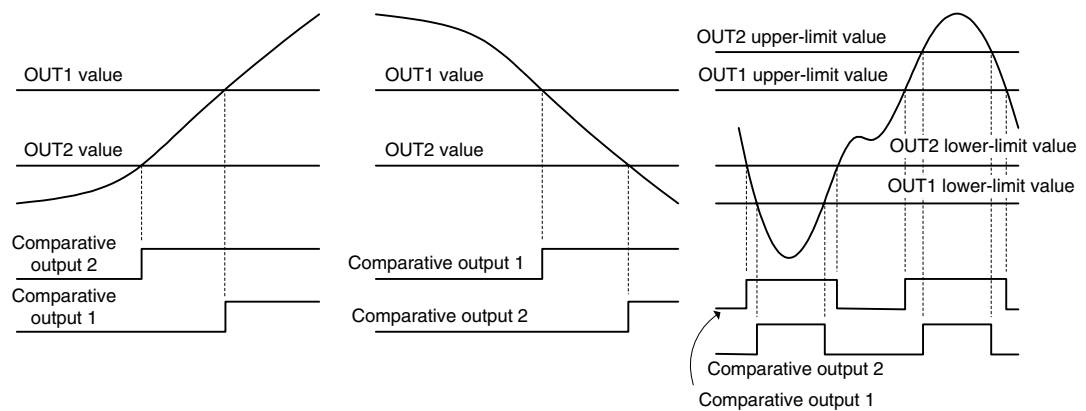 OUT1 value
OUT2 value
Comparative
output 2
Comparative
output 1
OUT1 value
OUT2 value
Comparative output 1
Comparative output 2
OUT2 upper-limit value
OUT1 upper-limit value
OUT2 lower-limit value
OUT1 lower-limit value
Comparative output 2
Comparative output 1